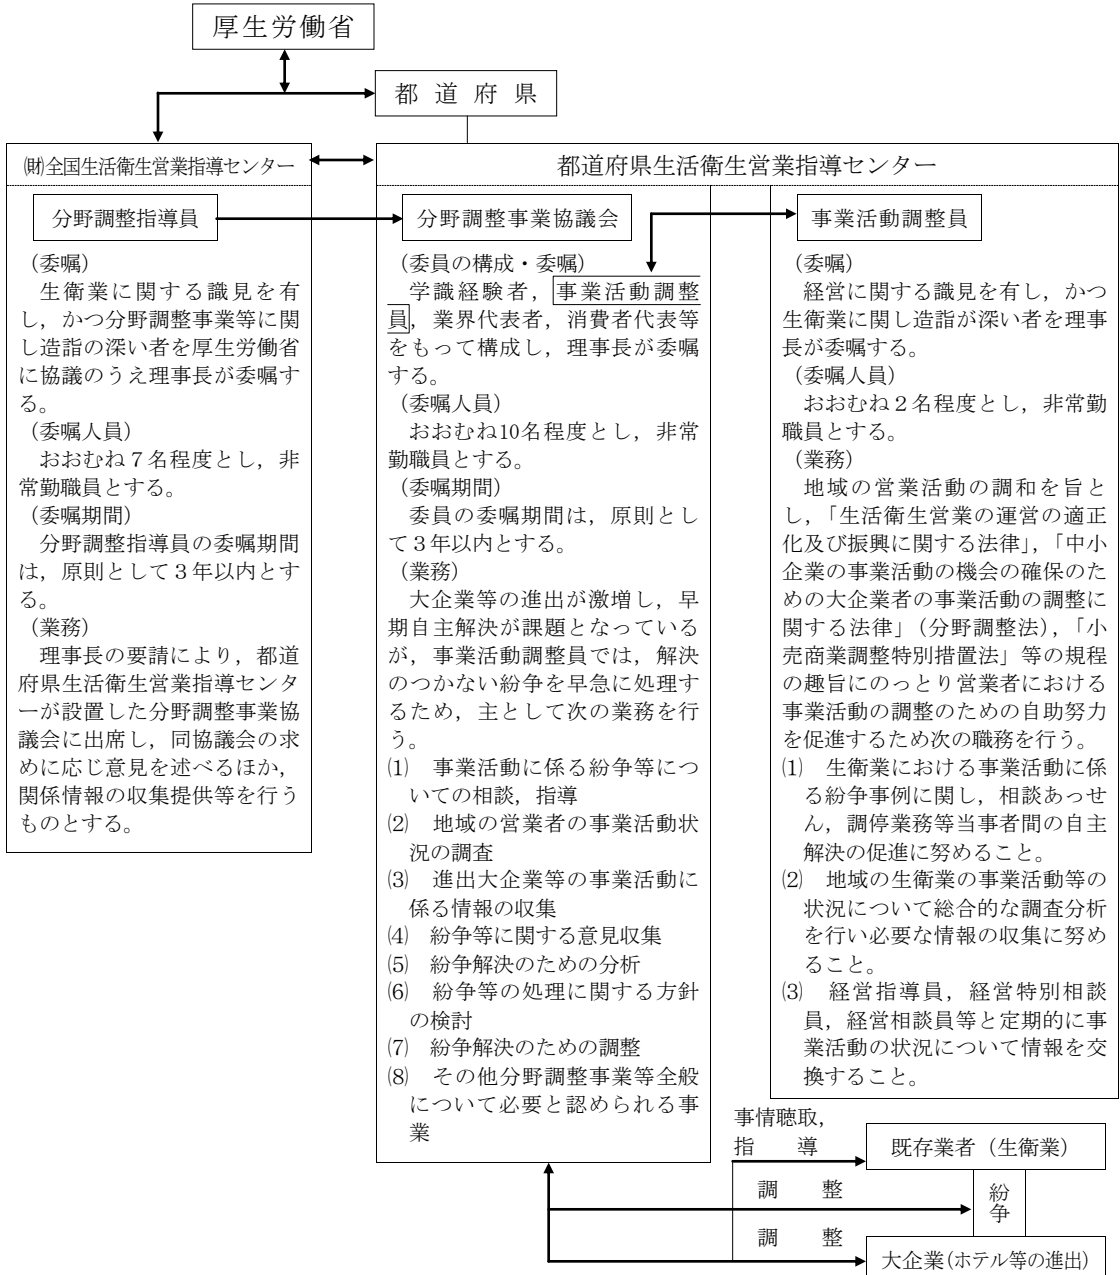 厚生労働省
都道府県
㈶全国生活衛生営業指導センター
分野調整指導員
（委嘱）
生衛業に関する識見を有
し，かつ分野調整事業等に関
し造詣の深い者を厚生労働省
に協議のうえ理事長が委嘱す
る。
（委嘱人員）
おおむね７名程度とし，非
常勤職員とする。
（委嘱期間）
分野調整指導員の委嘱期間
は，原則として３年以内とす
る。
（業務）
理事長の要請により，都道
府県生活衛生営業指導センタ
ーが設置した分野調整事業協
議会に出席し，同協議会の求
めに応じ意見を述べるほか，
関係情報の収集提供等を行う
ものとする。
都道府県生活衛生営業指導センター
分野調整事業協議会
（委員の構成・委嘱）
学識経験者，事業活動調整
員，業界代表者，消費者代表等
をもって構成し，理事長が委嘱
する。
（委嘱人員）
おおむね10名程度とし，非常
勤職員とする。
（委嘱期間）
委員の委嘱期間は，原則とし
て３年以内とする。
（業務）
大企業等の進出が激増し，早
期自主解決が課題となっている
が，事業活動調整員では，解決
のつかない紛争を早急に処理す
るため，主として次の業務を行
う。
⑴　事業活動に係る紛争等につ
いての相談，指導
⑵　地域の営業者の事業活動状
況の調査
⑶　進出大企業等の事業活動に
係る情報の収集
⑷　紛争等に関する意見収集
⑸　紛争解決のための分析
⑹　紛争等の処理に関する方針
の検討
⑺　紛争解決のための調整
⑻　その他分野調整事業等全般
について必要と認められる事
業
事業活動調整員
（委嘱）
経営に関する識見を有し，かつ
生衛業に関し造詣が深い者を理事
長が委嘱する。
（委嘱人員）
おおむね２名程度とし，非常勤
職員とする。
（業務）
地域の営業活動の調和を旨と
し，「生活衛生営業の運営の適正
化及び振興に関する法律」，「中小
企業の事業活動の機会の確保のた
めの大企業者の事業活動の調整に
関する法律」（分野調整法），「小
売商業調整特別措置法」等の規程
の趣旨にのっとり営業者における
事業活動の調整のための自助努力
を促進するため次の職務を行う。
⑴　生衛業における事業活動に係
る紛争事例に関し，相談あっせ
ん，調停業務等当事者間の自主
解決の促進に努めること。
⑵　地域の生衛業の事業活動等の
状況について総合的な調査分析
を行い必要な情報の収集に努め
ること。
⑶　経営指導員，経営特別相談
員，経営相談員等と定期的に事
業活動の状況について情報を交
換すること。
事情聴取，
指　導
既存業者（生衛業）
調　整
紛争
調　整
大企業(ホテル等の進出)